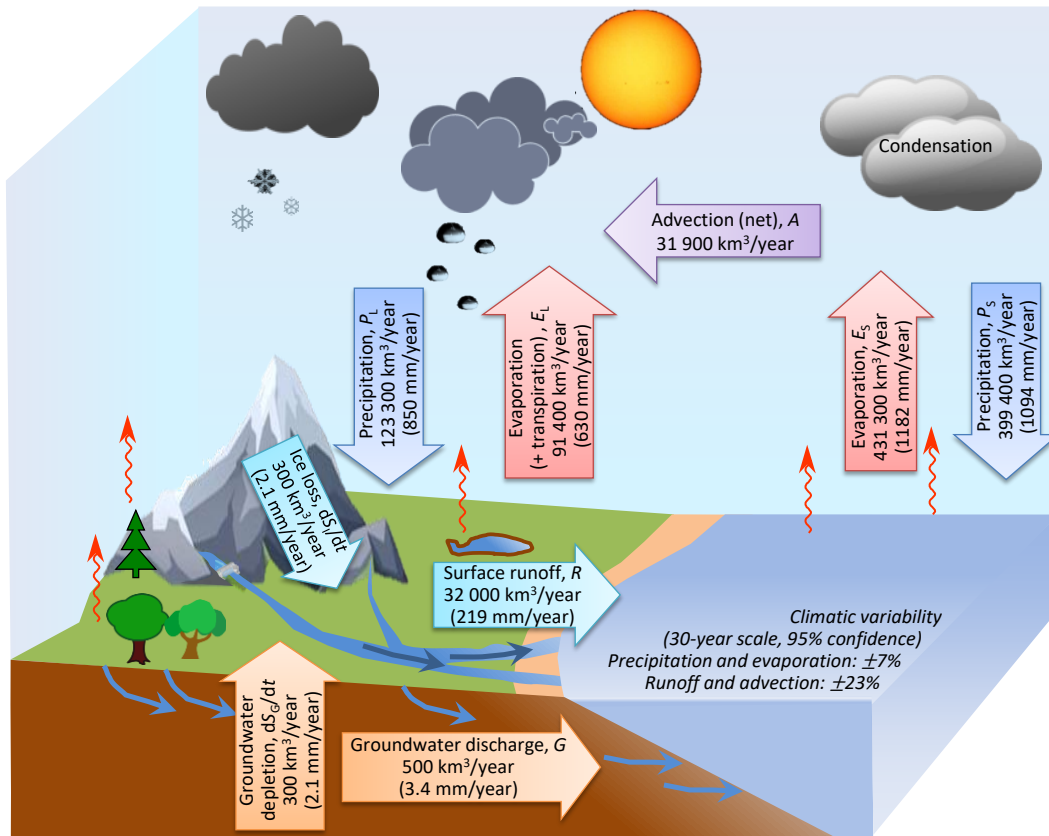 Condensation
Advection (net), A
31 900 km³/year
Precipitation, P_L
123 300 km³/year
(850 mm/year)
Evaporation
(+ transpiration), E_L
91 400 km³/year
(630 mm/year)
Evaporation, E_S
431 300 km³/year
(1182 mm/year)
Precipitation, P_S
399 400 km³/year
(1094 mm/year)
Ice loss, dS_I/dt
300 km³/year
(2.1 mm/year)
Surface runoff, R
32 000 km³/year
(219 mm/year)
Climatic variability
(30-year scale, 95% confidence)
Precipitation and evaporation: ±7%
Runoff and advection: ±23%
Groundwater
depletion, dS_G/dt
300 km³/year
(2.1 mm/year)
Groundwater discharge, G
500 km³/year
(3.4 mm/year)